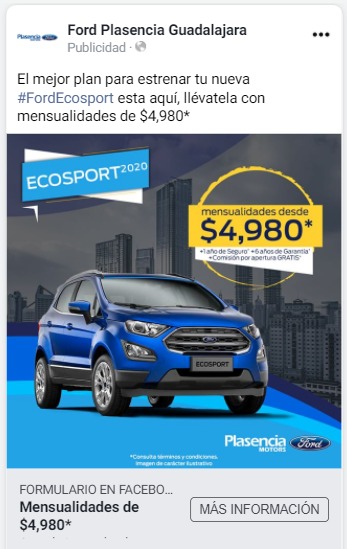 Plasencia Ford
Ford Plasencia Guadalajara
Publicidad ·
El mejor plan para estrenar tu nueva
#FordEcosport esta aquí, llévatela con
mensualidades de $4,980*
ECOSPORT2020
mensualidades desde
$4,980*
+1 año de Seguro* +6 años de Garantía*
+Comisión por apertura GRATIS*
Ford
ECOSPORT
Plasencia Ford
MOTORS
*Consulta términos y condiciones.
Imagen de carácter ilustrativo
FORMULARIO EN FACEBO...
Mensualidades de
$4,980*
MÁS INFORMACIÓN